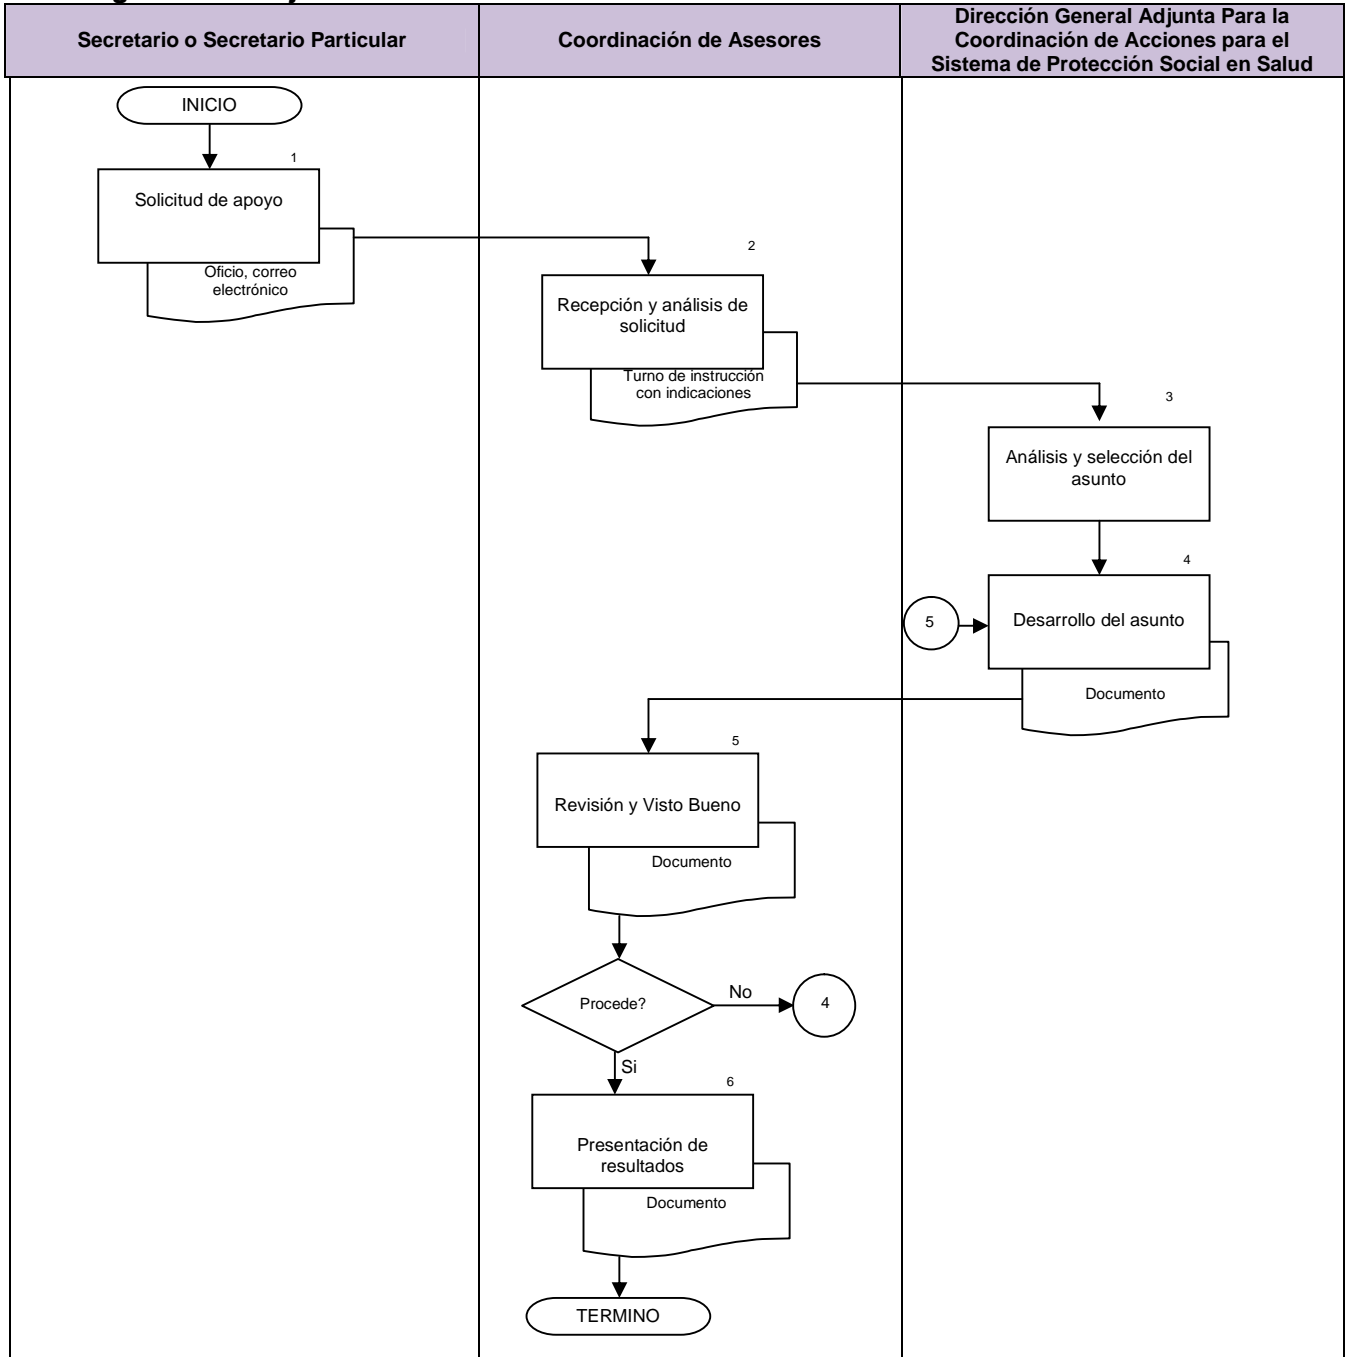 Secretario o Secretario Particular
Coordinación de Asesores
Dirección General Adjunta Para la
Coordinación de Acciones para el
Sistema de Protección Social en Salud
INICIO
1
Solicitud de apoyo
Oficio, correo
electrónico
2
Recepción y análisis de
solicitud
Turno de instrucción
con indicaciones
3
Análisis y selección del
asunto
4
5
Desarrollo del asunto
Documento
5
Revisión y Visto Bueno
Documento
Procede?
No
4
Si
6
Presentación de
resultados
Documento
TERMINO